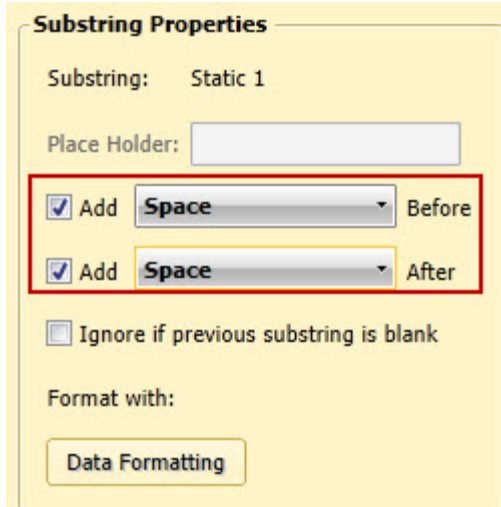 Substring Properties
Substring: Static 1
Place Holder:
Add Space Before
Add Space After
Ignore if previous substring is blank
Format with:
Data Formatting